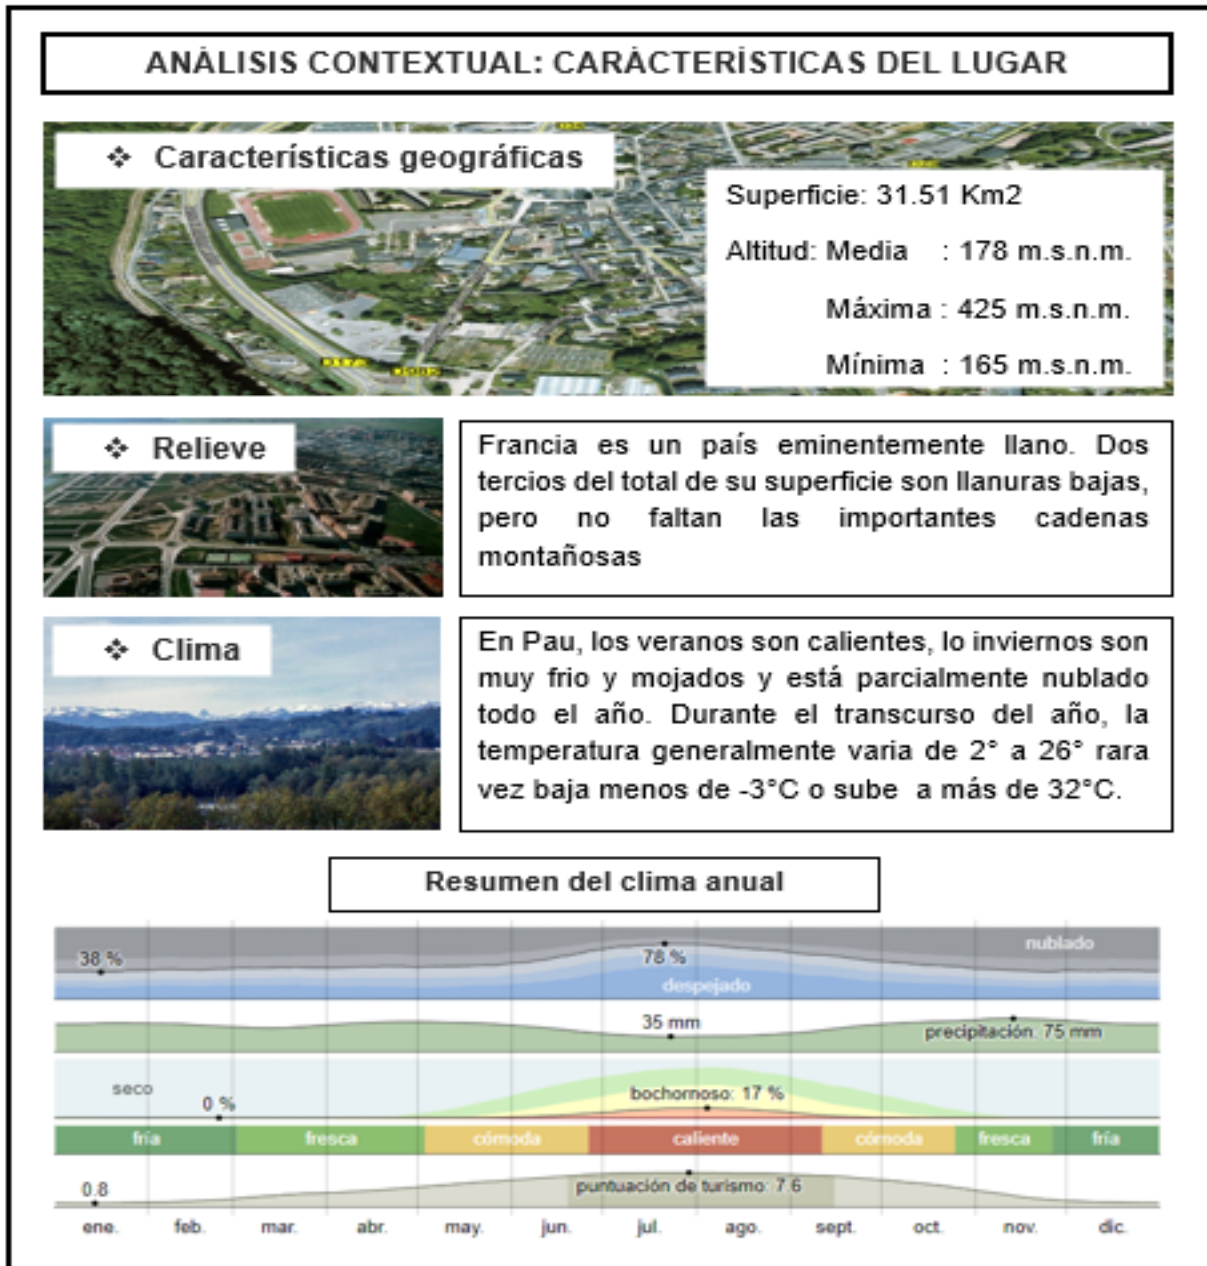 ANÁLISIS CONTEXTUAL: CARÁCTERÍSTICAS DEL LUGAR
❖ Características geográficas
Superficie: 31.51 Km2
Altitud: Media : 178 m.s.n.m.
Máxima : 425 m.s.n.m.
Mínima : 165 m.s.n.m.
❖ Relieve
Francia es un país eminentemente llano. Dos
tercios del total de su superficie son llanuras bajas,
pero no faltan las importantes cadenas
montañosas
❖ Clima
En Pau, los veranos son calientes, lo inviernos son
muy frio y mojados y está parcialmente nublado
todo el año. Durante el transcurso del año, la
temperatura generalmente varia de 2° a 26° rara
vez baja menos de -3°C o sube a más de 32°C.
Resumen del clima anual
nublado
38 %
78 %
despejado
35 mm
precipitación: 75 mm
seco
0 %
bochornoso: 17 %
fría fresca cómoda caliente cómoda fresca fría
0.8
puntuación de turismo: 7.6
ene. feb. mar. abr. may. jun. jul. ago. sept. oct. nov. dic.